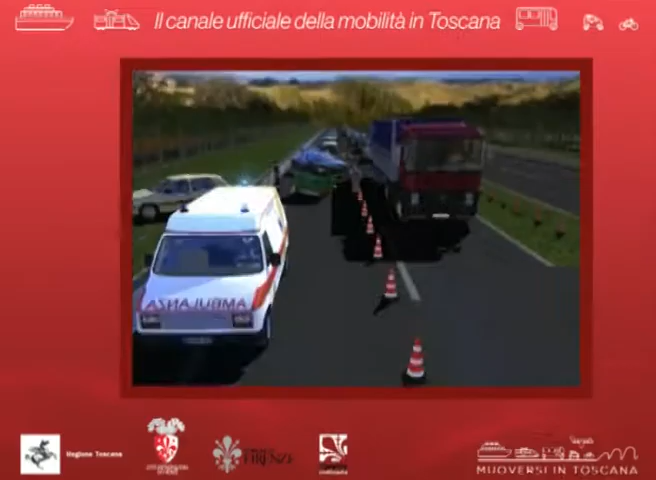 Il canale ufficiale della mobilità in Toscana
AMBULANZA
Regione Toscana
FIRENZE
MUOVERSI IN TOSCANA